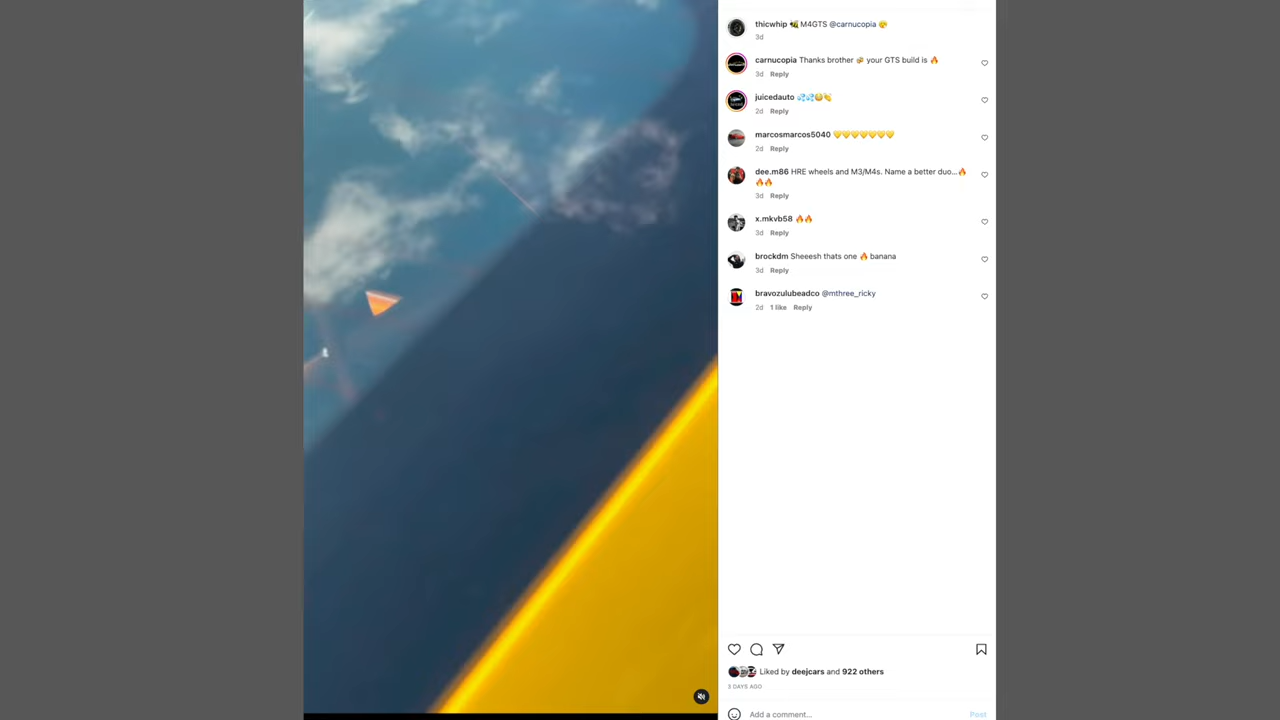 thicwhip 🐝 M4GTS @carnucopia 😤
3d
carnucopia Thanks brother 🍻 your GTS build is 🔥
3d Reply
juicedauto 💦💦😳👏
2d Reply
marcosmarcos5040 💛💛💛💛💛💛💛
2d Reply
dee.m86 HRE wheels and M3/M4s. Name a better duo...🔥
🔥🔥
3d Reply
x.mkvb58 🔥🔥
3d Reply
brockdm Sheeesh thats one 🔥 banana
3d Reply
bravozulubeadco @mthree_ricky
2d 1 like Reply
Liked by deejcars and 922 others
3 DAYS AGO
Add a comment... Post